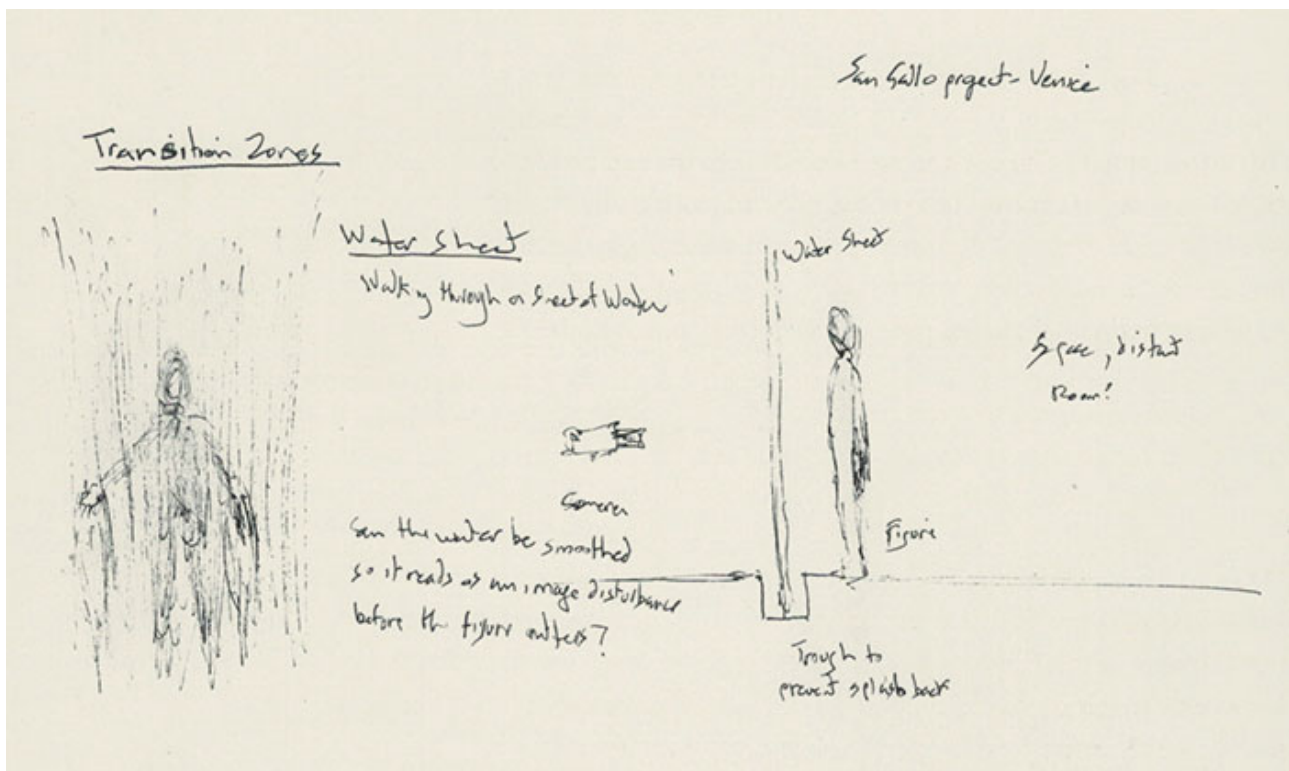 San Gallo project - Venice
Transition Zones
Water Sheet
Walking through a sheet of Water
Water Sheet
Space, distant
Room?
Camera
Can the water be smoothed
so it reads as an image disturbance
before the figure enters?
Figure
Trough to
prevent splash back